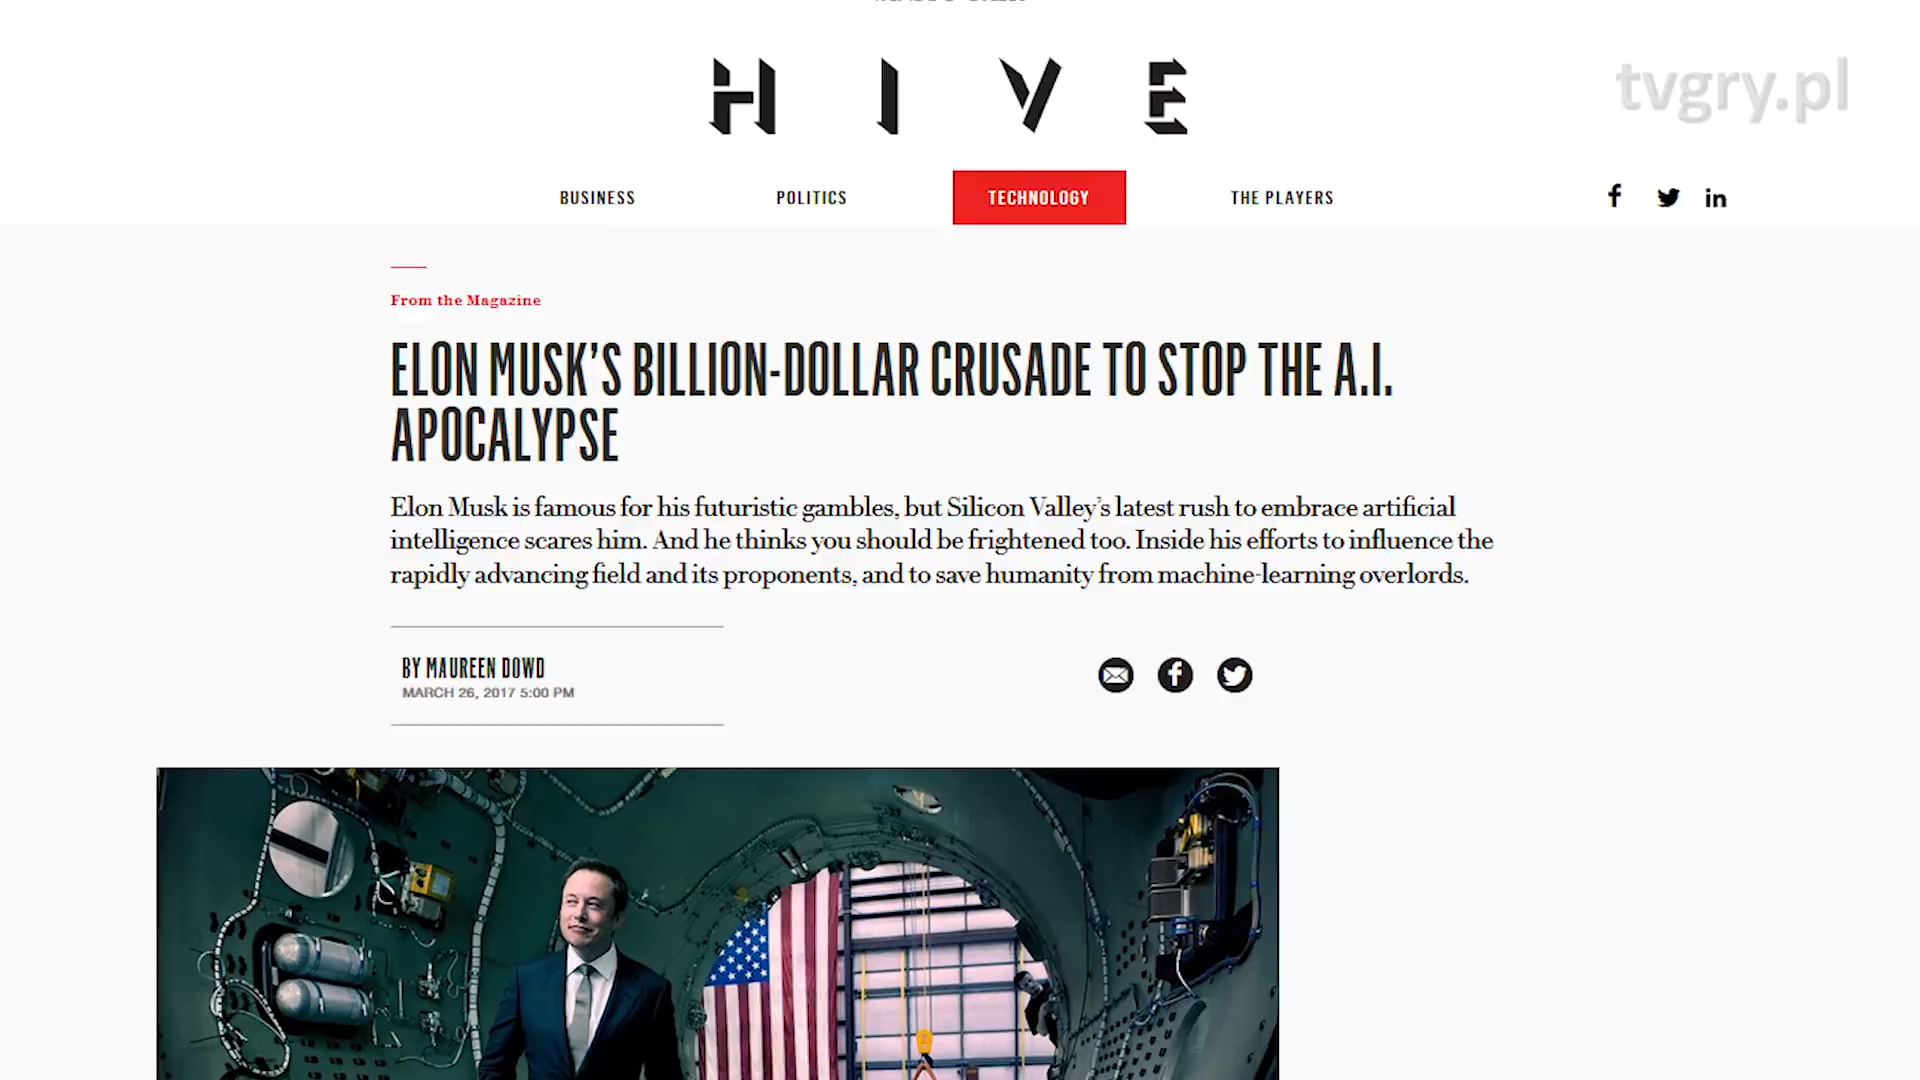 HIVE
tvgry.pl
BUSINESS POLITICS TECHNOLOGY THE PLAYERS
From the Magazine
ELON MUSK'S BILLION-DOLLAR CRUSADE TO STOP THE A.I.
APOCALYPSE
Elon Musk is famous for his futuristic gambles, but Silicon Valley's latest rush to embrace artificial
intelligence scares him. And he thinks you should be frightened too. Inside his efforts to influence the
rapidly advancing field and its proponents, and to save humanity from machine-learning overlords.
BY MAUREEN DOWD
MARCH 26, 2017 5:00 PM